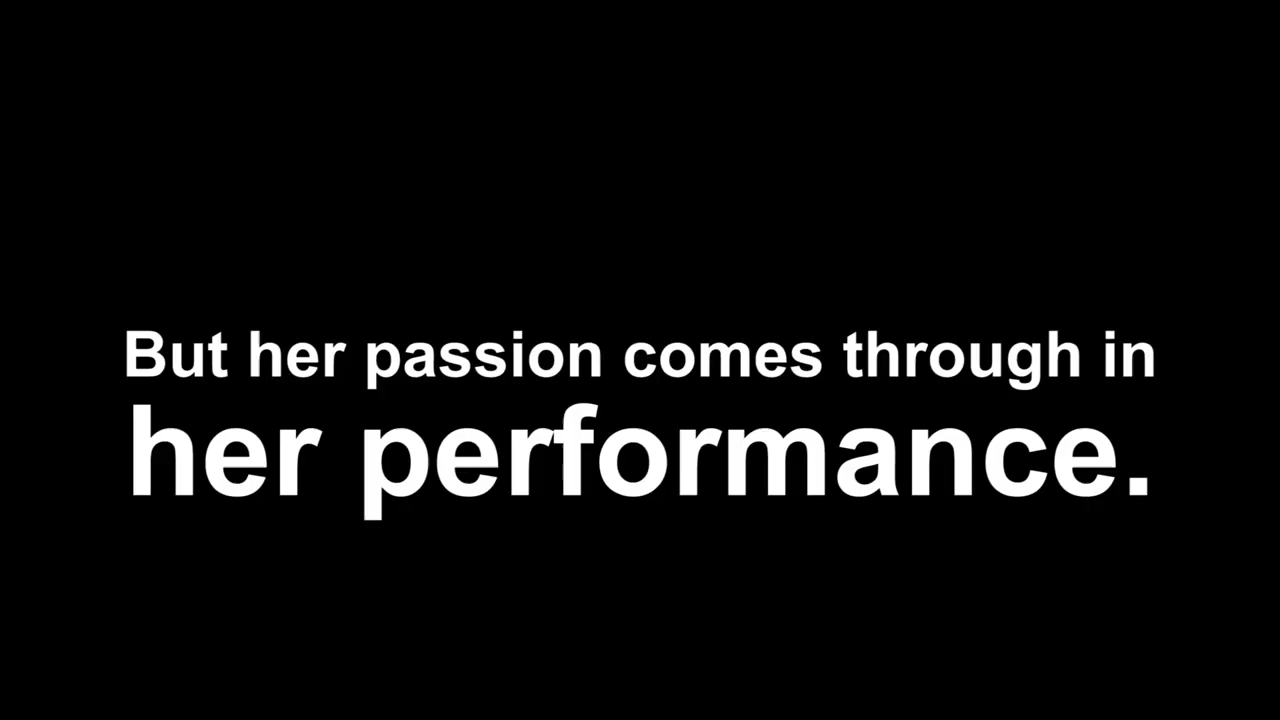 But her passion comes through in
her performance.